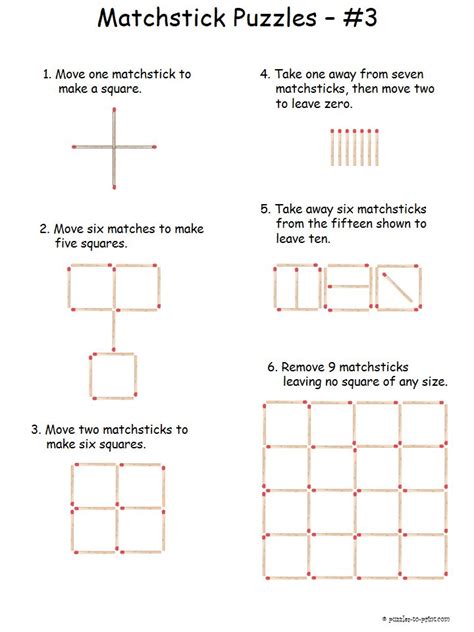 Matchstick Puzzles - #3
1. Move one matchstick to
make a square.
2. Move six matches to make
five squares.
3. Move two matchsticks to
make six squares.
4. Take one away from seven
matchsticks, then move two
to leave zero.
5. Take away six matchsticks
from the fifteen shown to
leave ten.
6. Remove 9 matchsticks
leaving no square of any size.
© puzzles-to-print.com